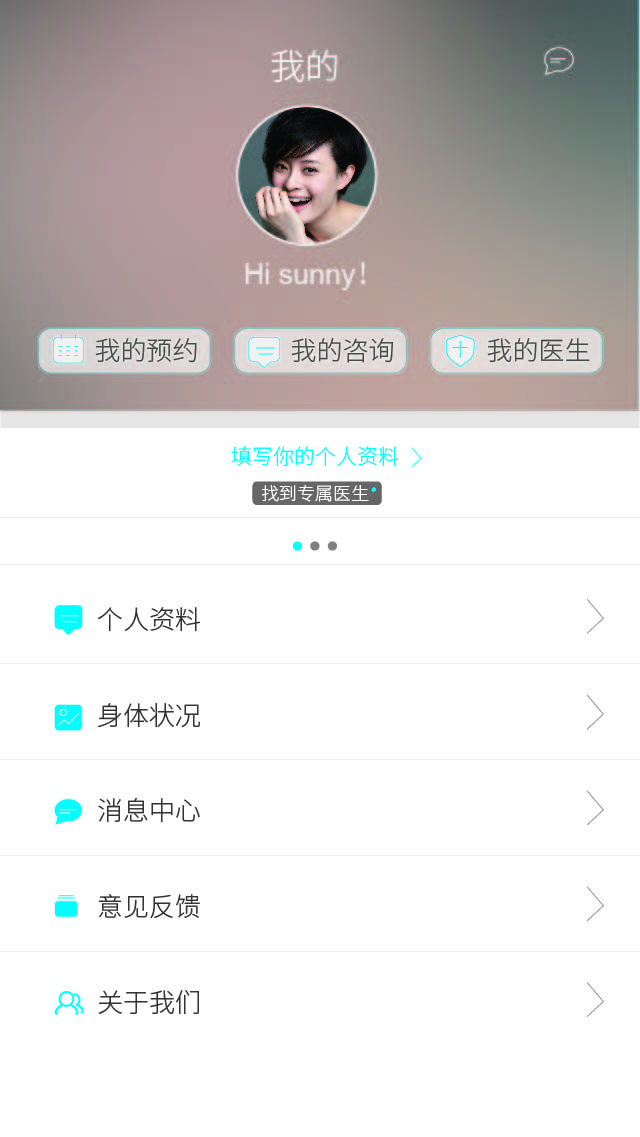 我的
Hi sunny!
我的预约 我的咨询 我的医生
填写你的个人资料
找到专属医生
个人资料
身体状况
消息中心
意见反馈
关于我们